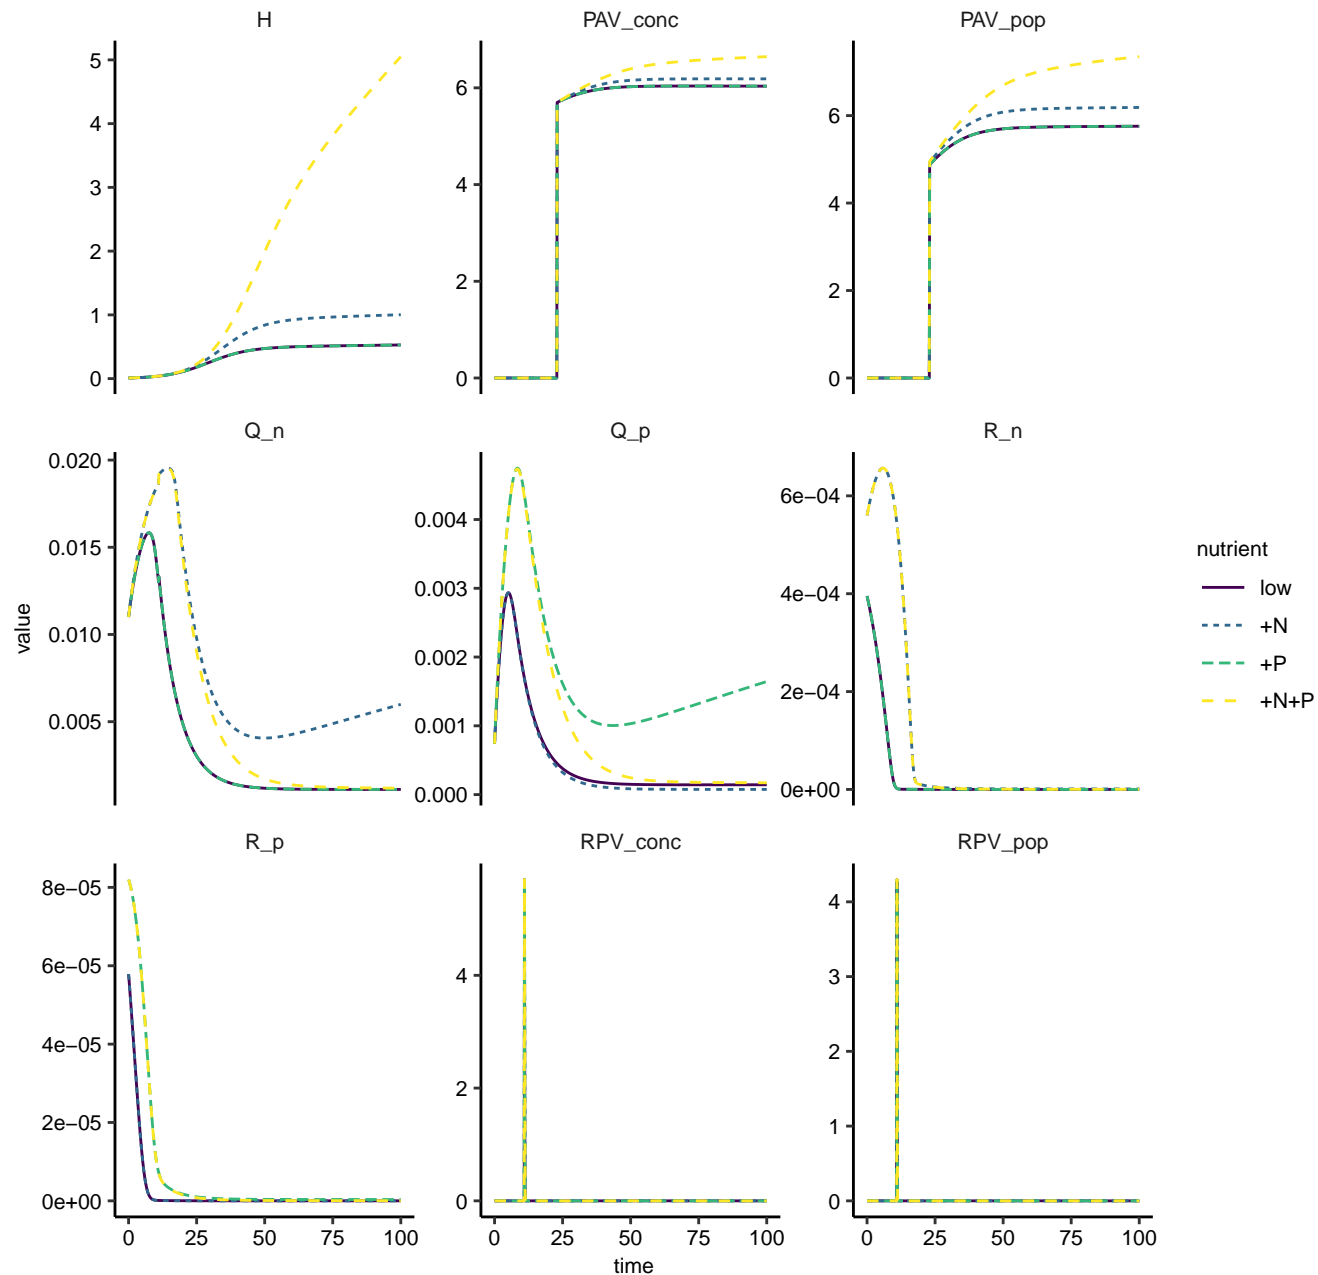 H
PAV_conc
PAV_pop
5
4
3
2
1
0
6
4
2
0
6
4
2
0
Q_n
Q_p
R_n
0.020
0.015
0.010
0.005
0.004
0.003
0.002
0.001
0.000
6e−04
4e−04
2e−04
0e+00
value
nutrient
low
+N
+P
+N+P
R_p
RPV_conc
RPV_pop
8e−05
6e−05
4e−05
2e−05
0e+00
4
2
0
4
3
2
1
0
0 25 50 75 100
0 25 50 75 100
0 25 50 75 100
time